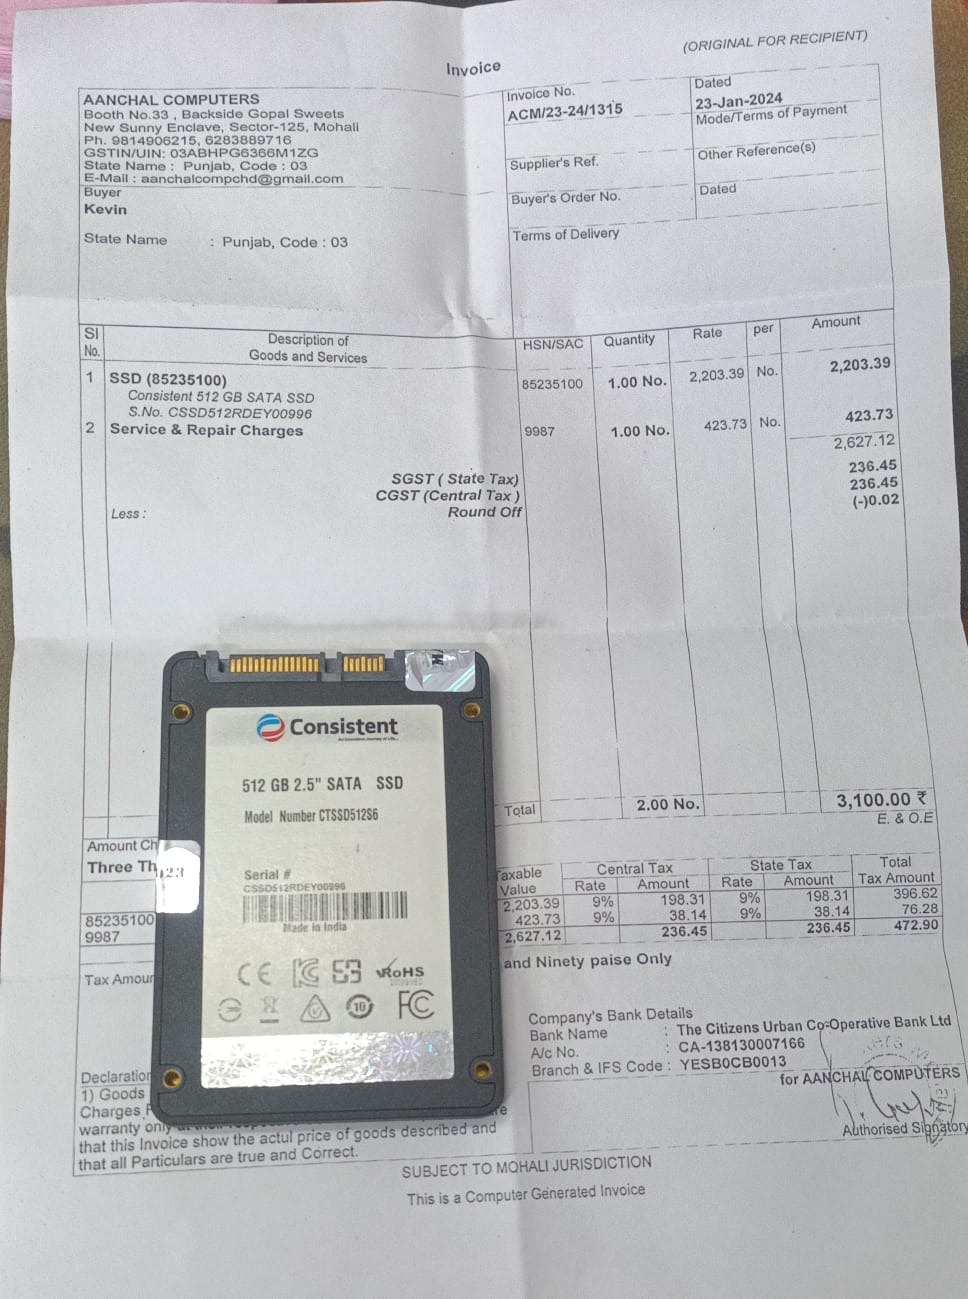 (ORIGINAL FOR RECIPIENT)
Invoice
AANCHAL COMPUTERS
Booth No.33 , Backside Gopal Sweets
New Sunny Enclave, Sector-125, Mohali
Ph. 9814906215, 6283889716
GSTIN/UIN: 03ABHPG6366M1ZG
State Name : Punjab, Code : 03
E-Mail : aanchalcompchd@gmail.com
Buyer
Kevin
State Name : Punjab, Code : 03
Invoice No.
ACM/23-24/1315
Dated
23-Jan-2024
Mode/Terms of Payment
Supplier's Ref.
Other Reference(s)
Buyer's Order No.
Dated
Terms of Delivery
Sl No. Description of Goods and Services HSN/SAC Quantity Rate per Amount
1 SSD (85235100) 85235100 1.00 No. 2,203.39 No. 2,203.39
Consistent 512 GB SATA SSD
S.No. CSSD512RDEY00996
2 Service & Repair Charges 9987 1.00 No. 423.73 No. 423.73
2,627.12
SGST ( State Tax) 236.45
CGST (Central Tax ) 236.45
Less : Round Off (-)0.02
Total 2.00 No. 3,100.00 ₹
E. & O.E
Amount Ch
Three Th
Taxable Value Central Tax State Tax Total
Rate Amount Rate Amount Tax Amount
85235100 2,203.39 9% 198.31 9% 198.31 396.62
9987 423.73 9% 38.14 9% 38.14 76.28
2,627.12 236.45 236.45 472.90
Tax Amour
and Ninety paise Only
Company's Bank Details
Bank Name : The Citizens Urban Co-Operative Bank Ltd
A/c No. : CA-138130007166
Branch & IFS Code : YESB0CB0013
for AANCHAL COMPUTERS
Authorised Signatory
Declaration
1) Goods
Charges
warranty only
that this Invoice show the actul price of goods described and
that all Particulars are true and Correct.
SUBJECT TO MOHALI JURISDICTION
This is a Computer Generated Invoice
Consistent
512 GB 2.5" SATA SSD
Model Number CTSSD512S6
Serial #
CSSD512RDEY00996
Made in India
CE
RoHS
10
FC